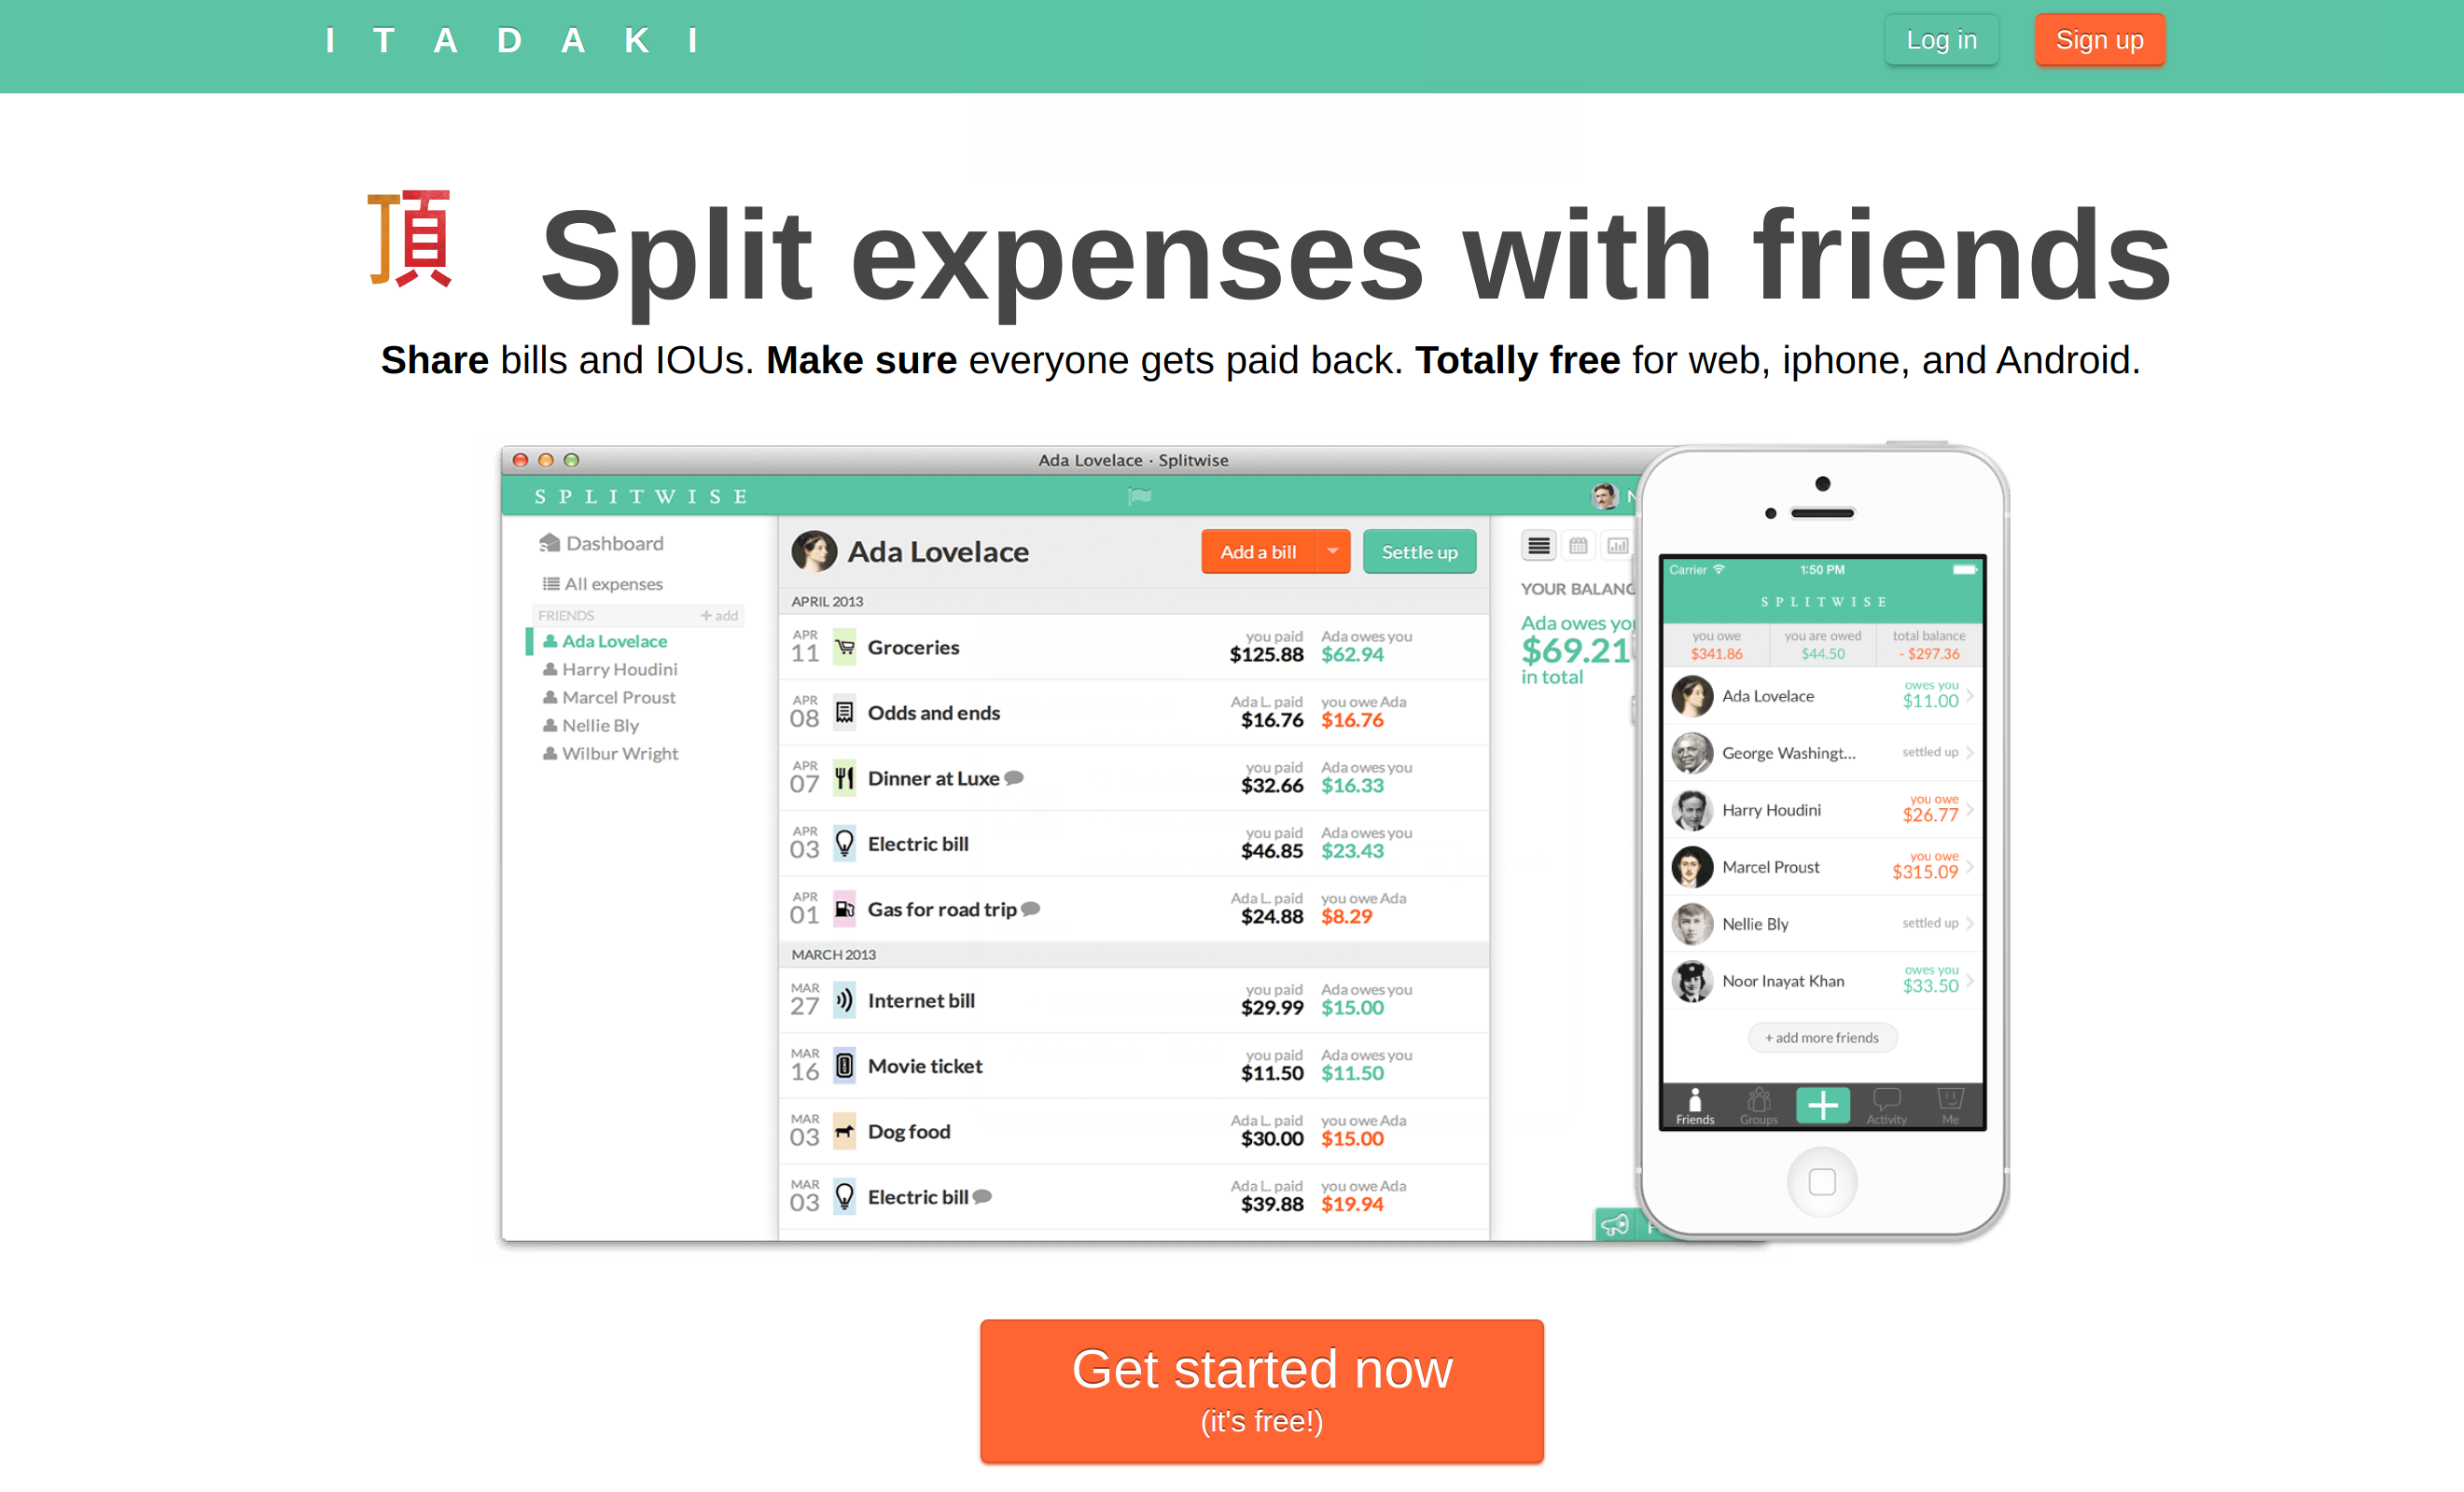 ITADAKI
Log in
Sign up
頂
Split expenses with friends
Share bills and IOUs. Make sure everyone gets paid back. Totally free for web, iphone, and Android.
Ada Lovelace · Splitwise
SPLITWISE
N
Dashboard
All expenses
FRIENDS
+ add
Ada Lovelace
Harry Houdini
Marcel Proust
Nellie Bly
Wilbur Wright
Ada Lovelace
Add a bill
Settle up
APRIL 2013
APR 11 Groceries you paid $125.88 Ada owes you $62.94
APR 08 Odds and ends Ada L. paid $16.76 you owe Ada $16.76
APR 07 Dinner at Luxe you paid $32.66 Ada owes you $16.33
APR 03 Electric bill you paid $46.85 Ada owes you $23.43
APR 01 Gas for road trip Ada L. paid $24.88 you owe Ada $8.29
MARCH 2013
MAR 27 Internet bill you paid $29.99 Ada owes you $15.00
MAR 16 Movie ticket you paid $11.50 Ada owes you $11.50
MAR 03 Dog food Ada L. paid $30.00 you owe Ada $15.00
MAR 03 Electric bill Ada L. paid $39.88 you owe Ada $19.94
YOUR BALANC
Ada owes you
$69.21
in total
Carrier
1:50 PM
SPLITWISE
you owe $341.86
you are owed $44.50
total balance - $297.36
Ada Lovelace owes you $11.00
George Washingt... settled up
Harry Houdini you owe $26.77
Marcel Proust you owe $315.09
Nellie Bly settled up
Noor Inayat Khan owes you $33.50
+ add more friends
Friends
Groups
Activity
Me
Get started now
(it's free!)